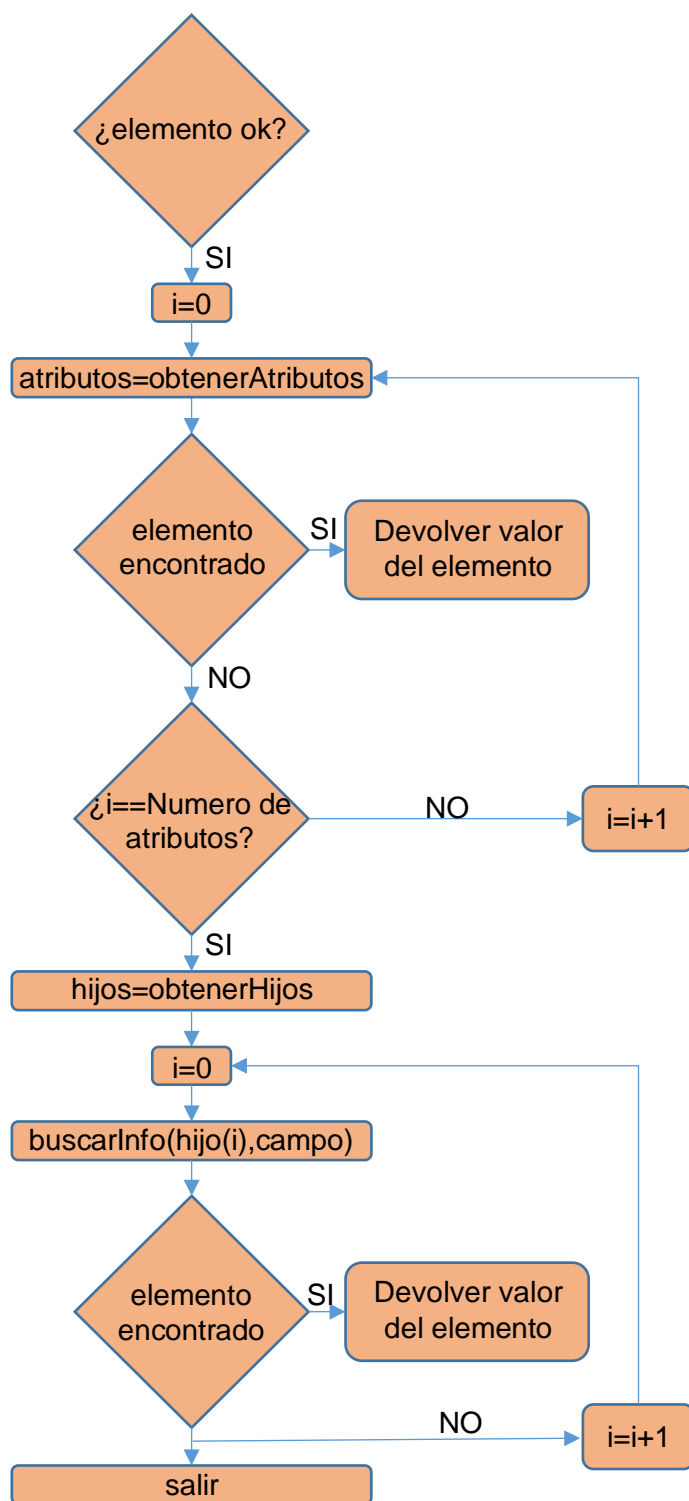 ¿elemento ok?
SI
i=0
atributos=obtenerAtributos
elemento
encontrado
SI
Devolver valor
del elemento
NO
¿i==Numero de
atributos?
NO
i=i+1
SI
hijos=obtenerHijos
i=0
buscarInfo(hijo(i),campo)
elemento
encontrado
SI
Devolver valor
del elemento
NO
i=i+1
salir